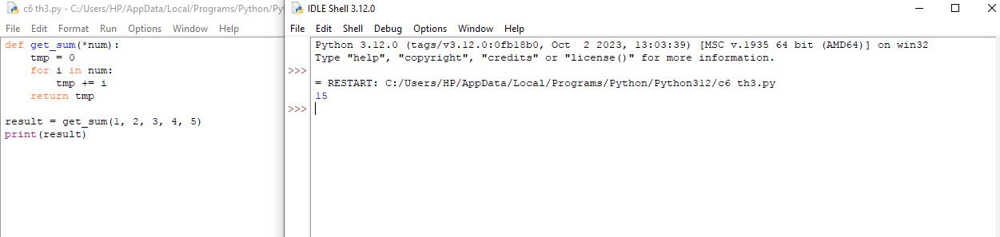 c6 th3.py - C:/Users/HP/AppData/Local/Programs/Python/Py
File Edit Format Run Options Window Help
def get_sum(*num):
    tmp = 0
    for i in num:
        tmp += i
    return tmp

result = get_sum(1, 2, 3, 4, 5)
print(result)
IDLE Shell 3.12.0
File Edit Shell Debug Options Window Help
Python 3.12.0 (tags/v3.12.0:0fb18b0, Oct  2 2023, 13:03:39) [MSC v.1935 64 bit (AMD64)] on win32
Type "help", "copyright", "credits" or "license()" for more information.
>>>
= RESTART: C:/Users/HP/AppData/Local/Programs/Python/Python312/c6 th3.py
15
>>>